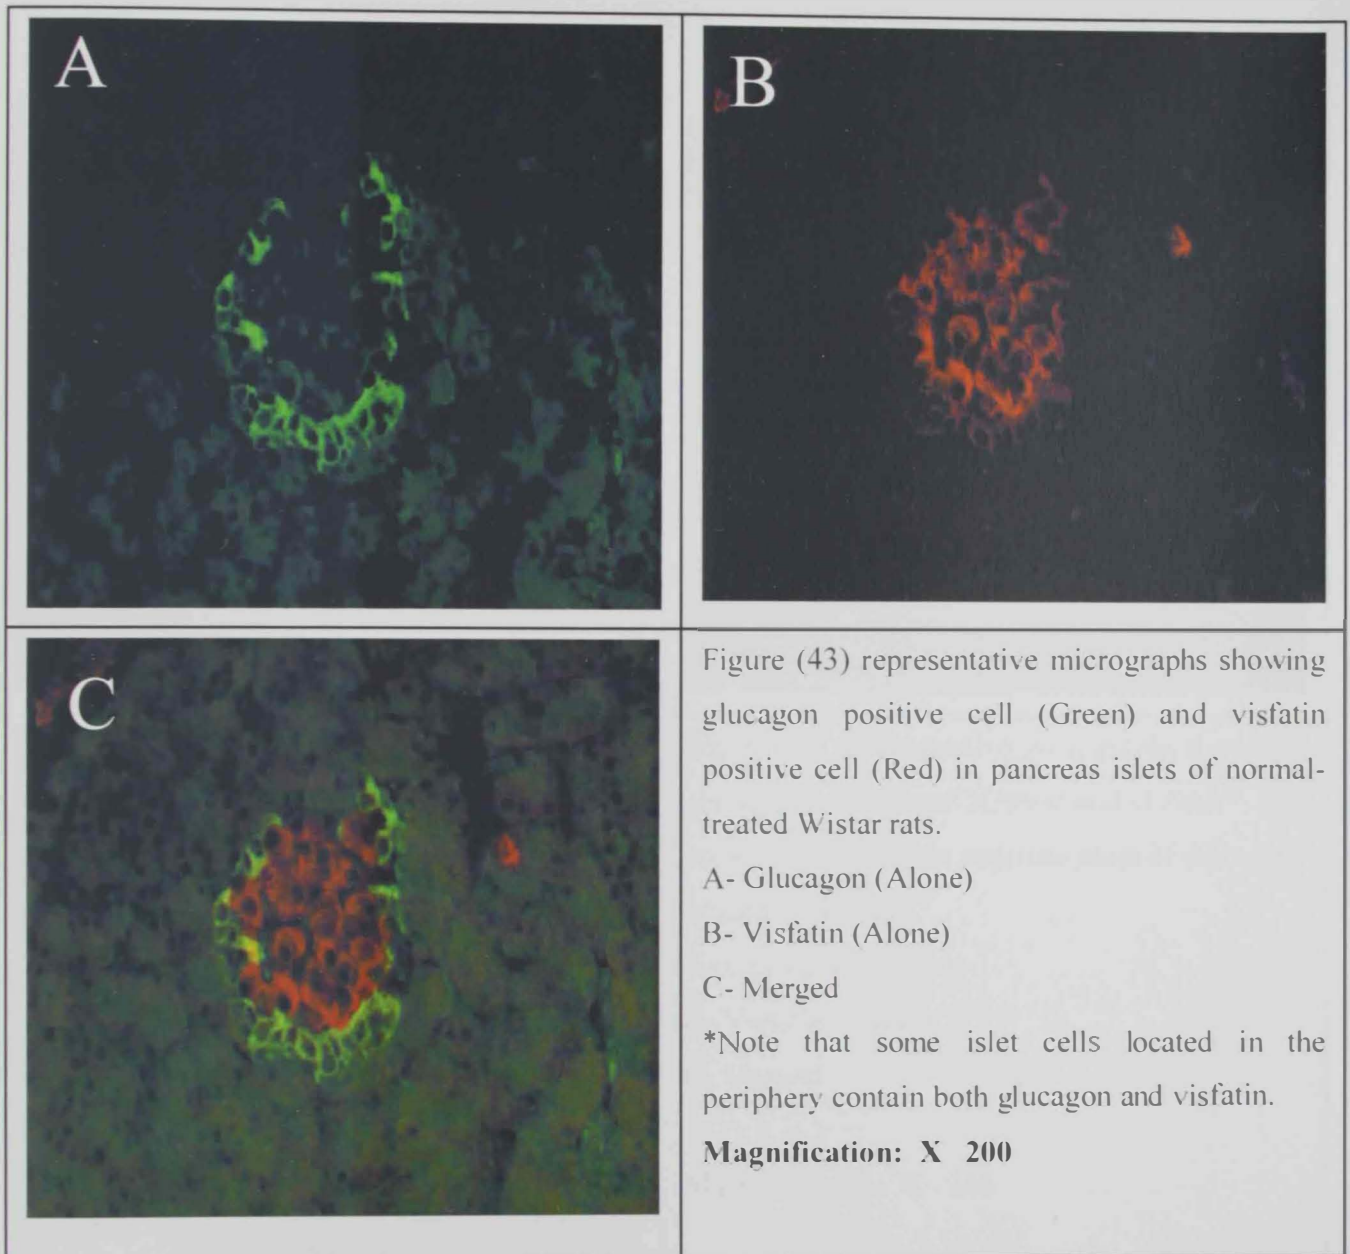 A
B
C
Figure (43) representative micrographs showing
glucagon positive cell (Green) and visfatin
positive cell (Red) in pancreas islets of normal-
treated Wistar rats.
A- Glucagon (Alone)
B- Visfatin (Alone)
C- Merged
*Note that some islet cells located in the
periphery contain both glucagon and visfatin.
Magnification: X 200